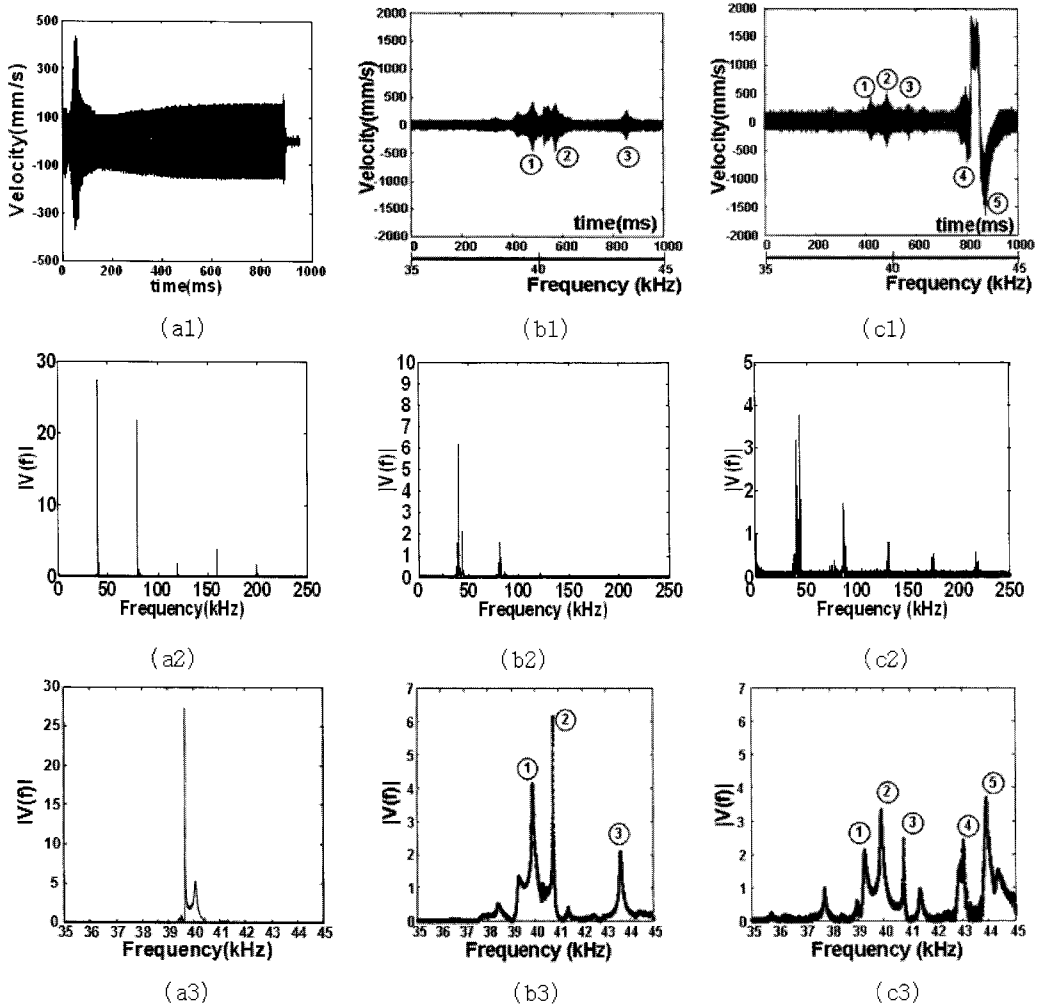 500
300
100
-100
-300
-500
Velocity(mm/s)
0 200 400 600 800 1000
time(ms)
(a1)
2000
1500
1000
500
0
-500
-1000
-1500
-2000
Velocity(mm/s)
① ② ③
time(ms)
0 200 400 600 800 1000
35 40 45
Frequency (kHz)
(b1)
2000
1500
1000
500
0
-500
-1000
-1500
-2000
Velocity(mm/s)
① ② ③
④ ⑤
time(ms)
0 200 400 600 800 1000
35 40 45
Frequency (kHz)
(c1)
30
20
10
0
|V(f)|
0 50 100 150 200 250
Frequency(kHz)
(a2)
10
9
8
7
6
5
4
3
2
1
0
|V(f)|
0 50 100 150 200 250
Frequency (kHz)
(b2)
5
4
3
2
1
0
|V(f)|
0 50 100 150 200 250
Frequency (kHz)
(c2)
30
25
20
15
10
5
0
|V(f)|
35 36 37 38 39 40 41 42 43 44 45
Frequency(kHz)
(a3)
7
6
5
4
3
2
1
0
|V(f)|
① ② ③
35 36 37 38 39 40 41 42 43 44 45
Frequency (kHz)
(b3)
7
6
5
4
3
2
1
0
|V(f)|
① ② ③ ④ ⑤
35 36 37 38 39 40 41 42 43 44 45
Frequency (kHz)
(c3)